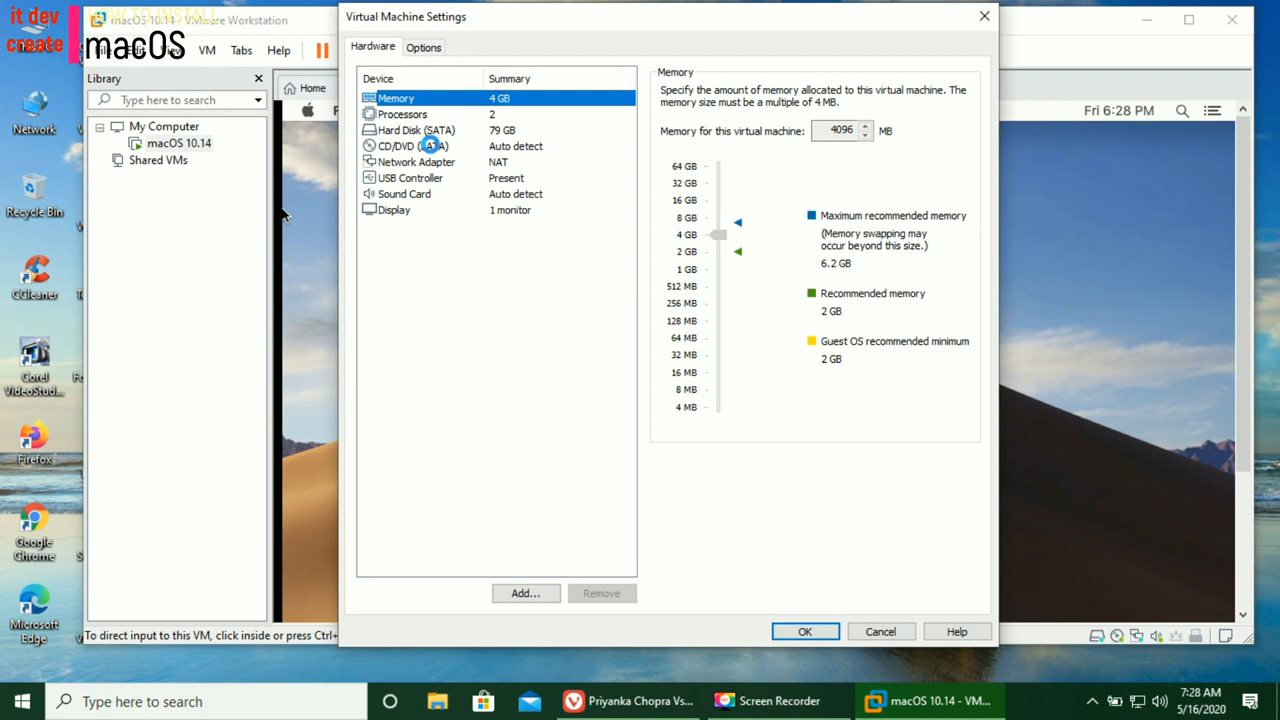 it dev
create
HOW TO INSTALL
macOS
macOS 10.14 - VMware Workstation
File Edit View VM Tabs Help
Library
Type here to search
My Computer
macOS 10.14
Shared VMs
Home
Fri 6:28 PM
Network
Recycle Bin
CCleaner
Corel
VideoStud...
Firefox
Google
Chrome
Microsoft
Edge
Virtual Machine Settings
Hardware Options
Device Summary
Memory 4 GB
Processors 2
Hard Disk (SATA) 79 GB
CD/DVD (SATA) Auto detect
Network Adapter NAT
USB Controller Present
Sound Card Auto detect
Display 1 monitor
Add... Remove
Memory
Specify the amount of memory allocated to this virtual machine. The
memory size must be a multiple of 4 MB.
Memory for this virtual machine: 4096 MB
64 GB
32 GB
16 GB
8 GB
4 GB
2 GB
1 GB
512 MB
256 MB
128 MB
64 MB
32 MB
16 MB
8 MB
4 MB
Maximum recommended memory
(Memory swapping may
occur beyond this size.)
6.2 GB
Recommended memory
2 GB
Guest OS recommended minimum
2 GB
OK Cancel Help
To direct input to this VM, click inside or press Ctrl+
Type here to search
Priyanka Chopra Vs...
Screen Recorder
macOS 10.14 - VM...
7:28 AM
5/16/2020